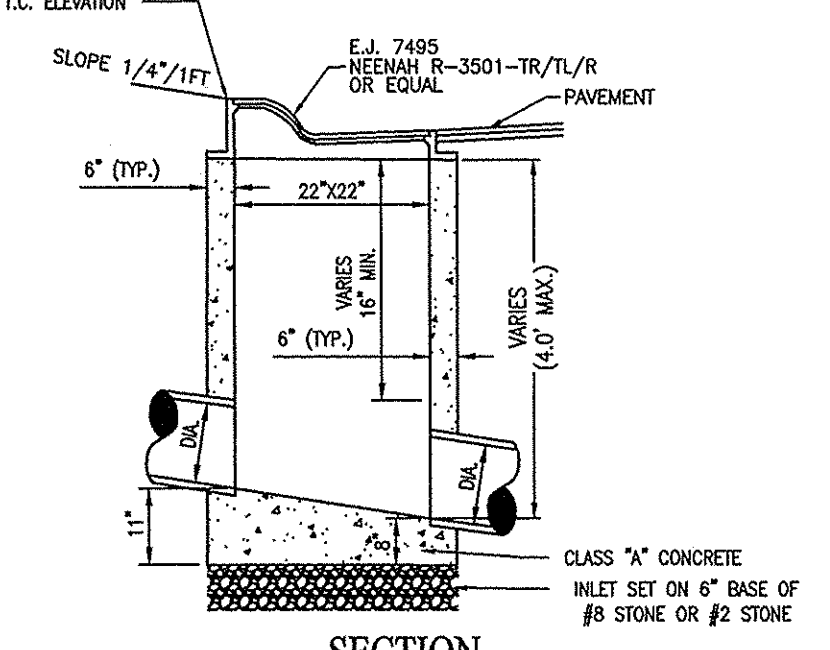 T.C. ELEVATION
SLOPE 1/4"/1FT
E.J. 7495
NEENAH R-3501-TR/TL/R
OR EQUAL
PAVEMENT
6" (TYP.)
22"X22"
VARIES
16" MIN.
VARIES
(4.0' MAX.)
6" (TYP.)
DIA.
DIA.
11"
8"
CLASS "A" CONCRETE
INLET SET ON 6" BASE OF
#8 STONE OR #2 STONE
SECTION